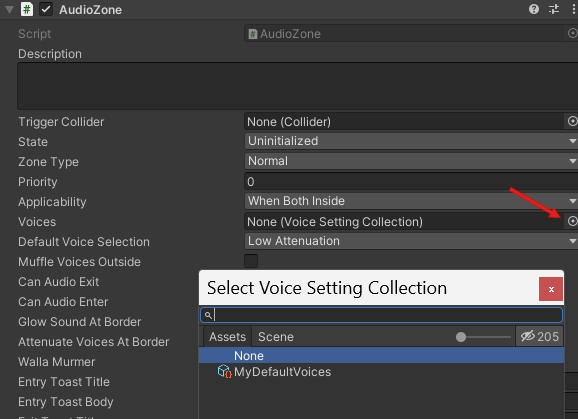 AudioZone
Script
AudioZone
Description
Trigger Collider
None (Collider)
State
Uninitialized
Zone Type
Normal
Priority
0
Applicability
When Both Inside
Voices
None (Voice Setting Collection)
Default Voice Selection
Low Attenuation
Muffle Voices Outside
Can Audio Exit
Can Audio Enter
Glow Sound At Border
Attenuate Voices At Border
Walla Murmer
Entry Toast Title
Entry Toast Body
Exit Toast Title
Select Voice Setting Collection
x
Assets
Scene
205
None
MyDefaultVoices